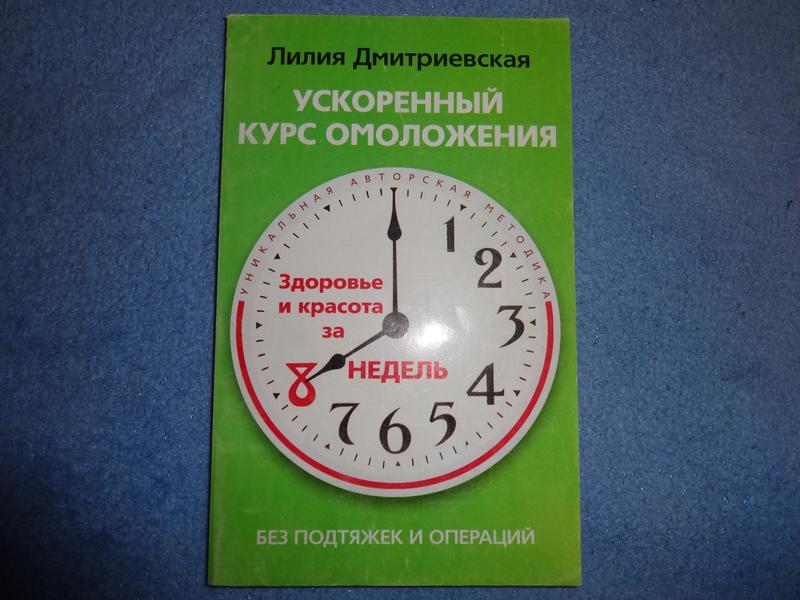 Лилия Дмитриевская
УСКОРЕННЫЙ
КУРС ОМОЛОЖЕНИЯ
УНИКАЛЬНАЯ АВТОРСКАЯ МЕТОДИКА
1
2
3
4
5
6
7
Здоровье
и красота
за
8 НЕДЕЛЬ
БЕЗ ПОДТЯЖЕК И ОПЕРАЦИЙ